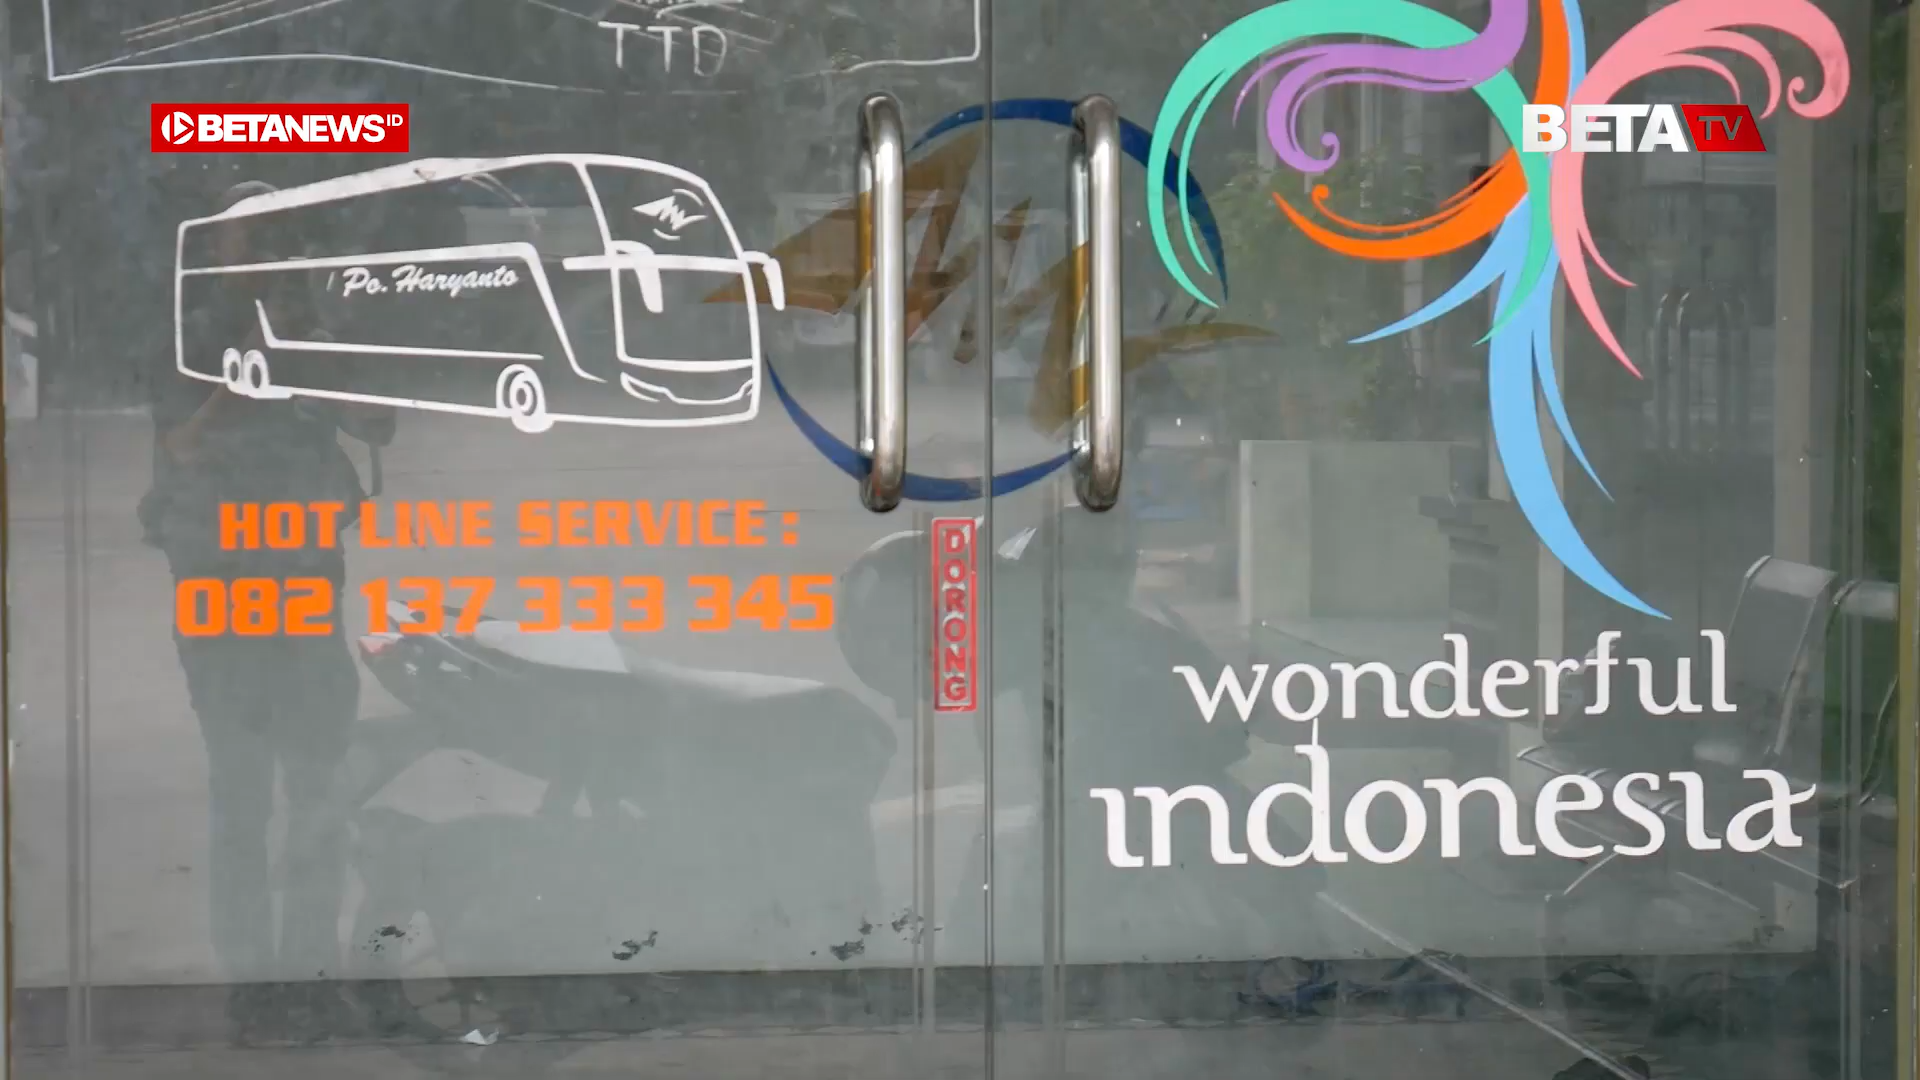 TTD
BETANEWS ID
BETA TV
Po. Haryanto
HOT LINE SERVICE :
082 137 333 345
DORONG
wonderful
indonesia